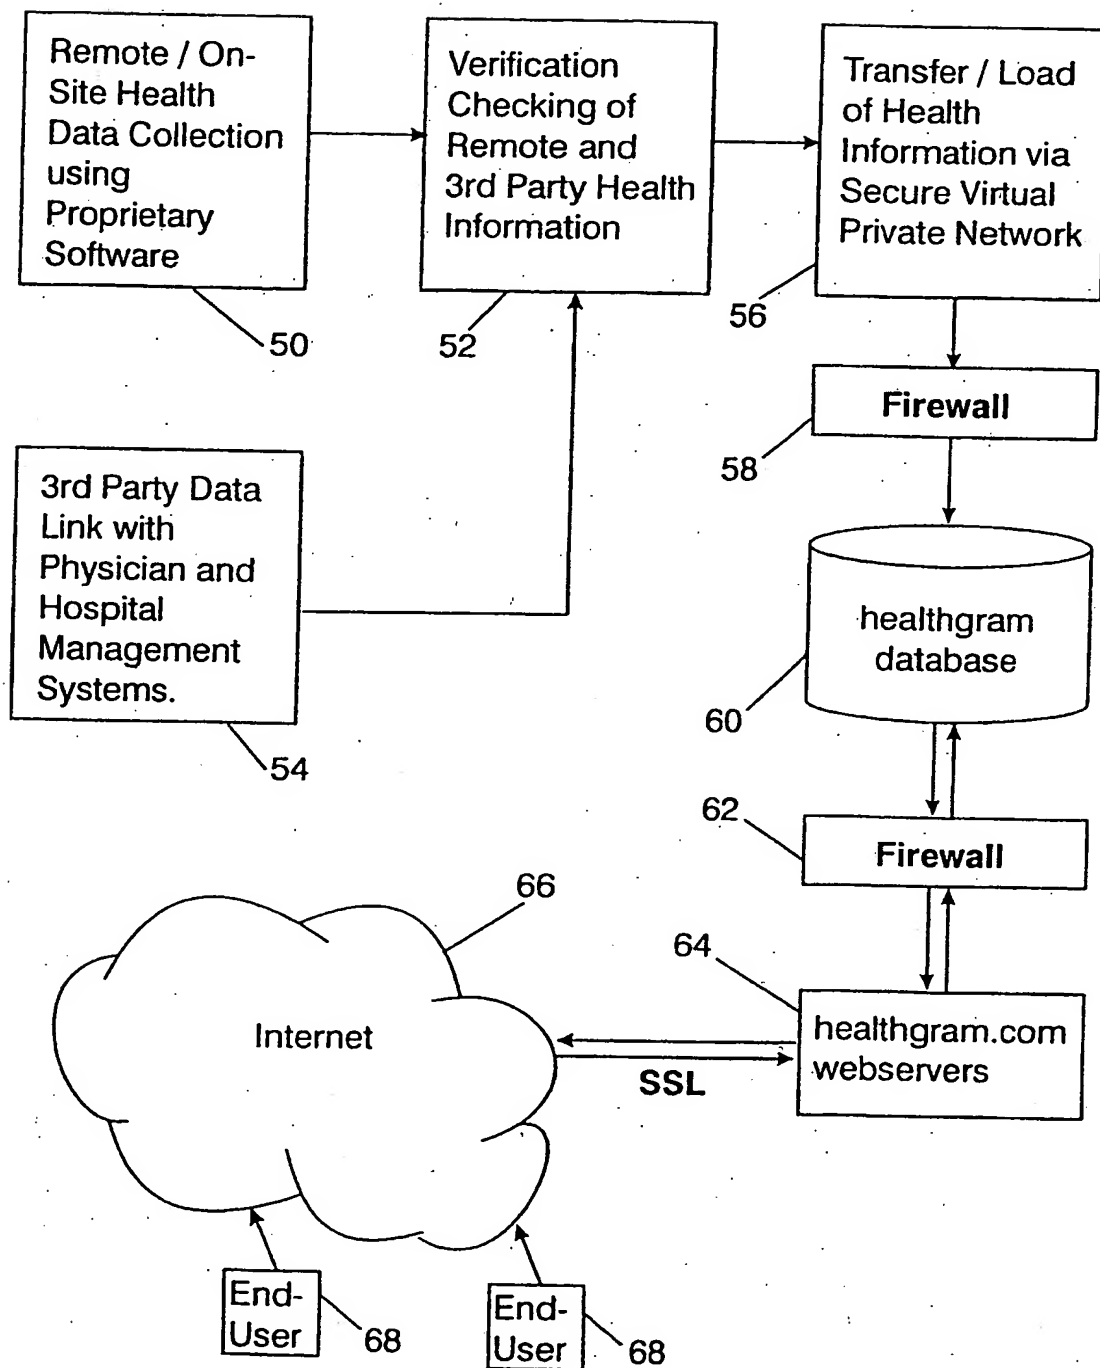 Remote / On-
Site Health
Data Collection
using
Proprietary
Software
50
Verification
Checking of
Remote and
3rd Party Health
Information
52
Transfer / Load
of Health
Information via
Secure Virtual
Private Network
56
Firewall
58
3rd Party Data
Link with
Physician and
Hospital
Management
Systems.
54
healthgram
database
60
62
Firewall
66
64
Internet
healthgram.com
webservers
SSL
End-
User
68
End-
User
68